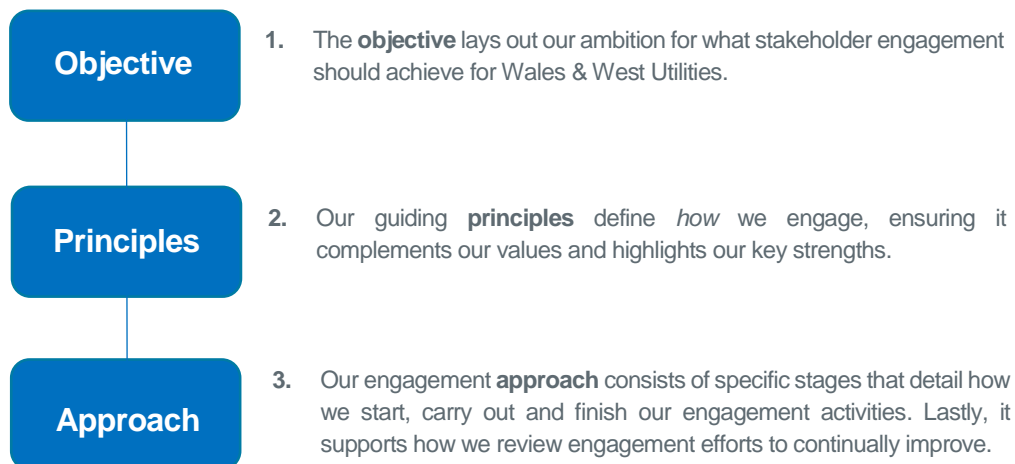 Objective
1. The objective lays out our ambition for what stakeholder engagement
should achieve for Wales & West Utilities.
Principles
2. Our guiding principles define how we engage, ensuring it
complements our values and highlights our key strengths.
Approach
3. Our engagement approach consists of specific stages that detail how
we start, carry out and finish our engagement activities. Lastly, it
supports how we review engagement efforts to continually improve.